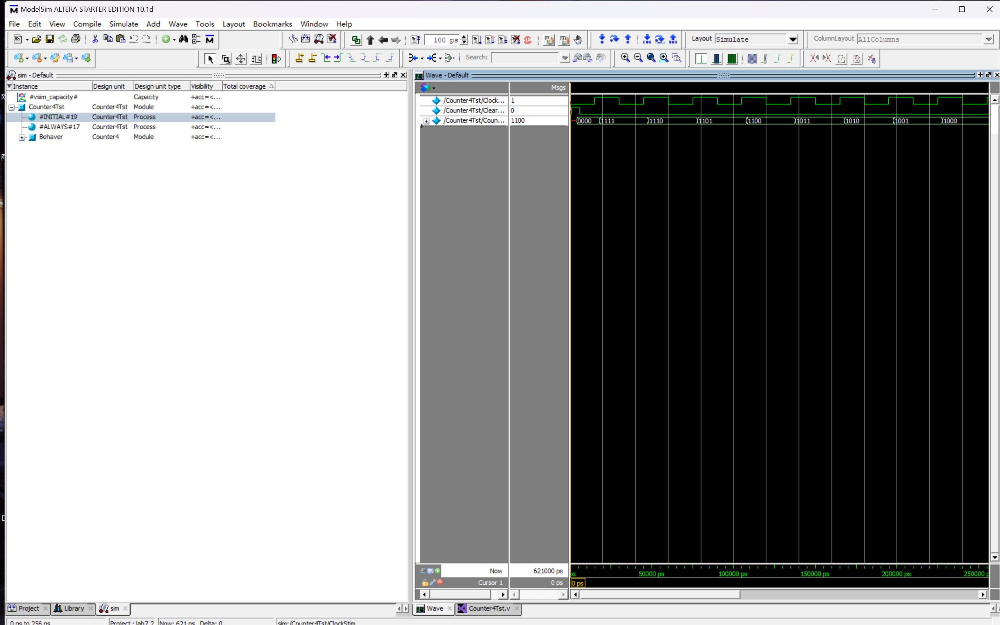 ModelSim ALTERA STARTER EDITION 10.1d
File Edit View Compile Simulate Add Wave Tools Layout Bookmarks Window Help
100 ps Layout Simulate ColumnLayout AllColumns
Search:
sim - Default
Instance Design unit Design unit type Visibility Total coverage
#vsim_capacity# Capacity +acc=<...
Counter4Tst Counter4Tst Module +acc=<...
#INITIAL#19 Counter4Tst Process +acc=<...
#ALWAYS#17 Counter4Tst Process +acc=<...
Behaver Counter4 Module +acc=<...
Wave - Default
Msgs
/Counter4Tst/Clock... 1
/Counter4Tst/Clear... 0
/Counter4Tst/Coun... 1100 0000 1111 1110 1101 1100 1011 1010 1001 1000
Now 621000 ps ps 50000 ps 100000 ps 150000 ps 200000 ps 250000 p
Cursor 1 0 ps 0 ps
Project Library sim Wave Counter4Tst.v
0 ps to 256 ps Project : lab7_2 Now: 621 ns Delta: 0 sim:/Counter4Tst/ClockStim